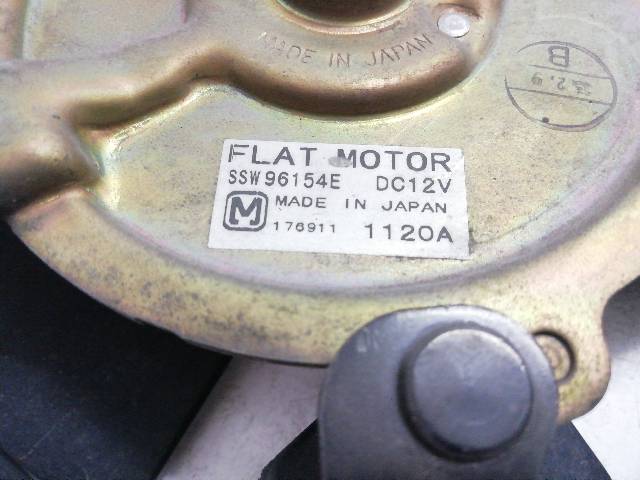 MADE IN JAPAN
B
FLAT MOTOR
SSW96154E DC12V
M MADE IN JAPAN
176911 1120A